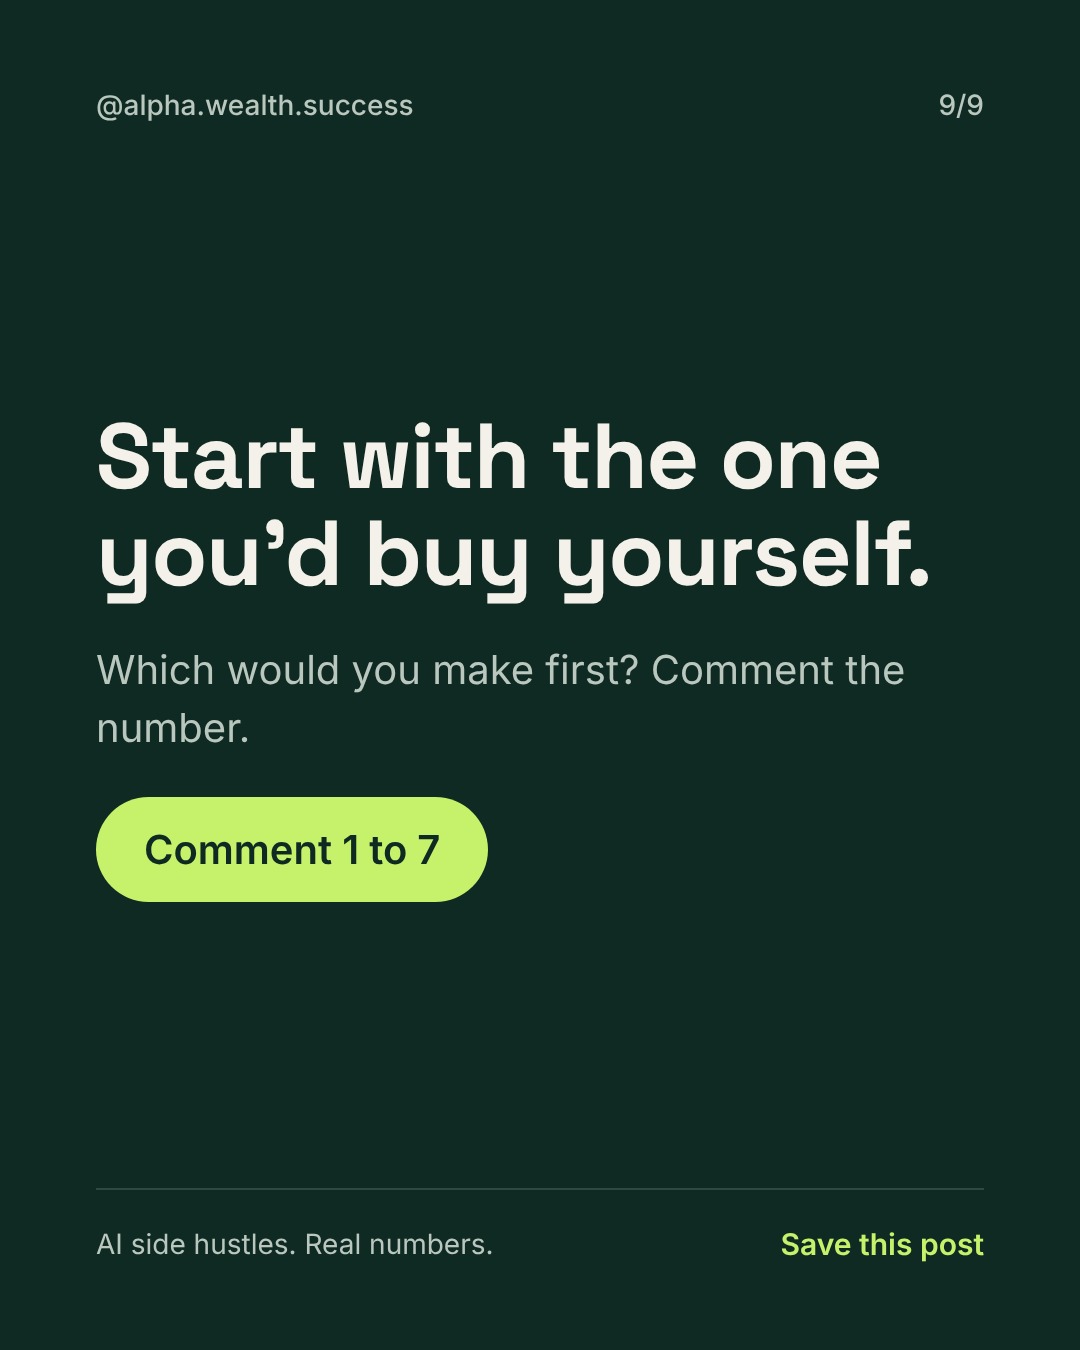 @alpha.wealth.success
9/9
Start with the one
you’d buy yourself.
Which would you make first? Comment the
number.
Comment 1 to 7
AI side hustles. Real numbers.
Save this post